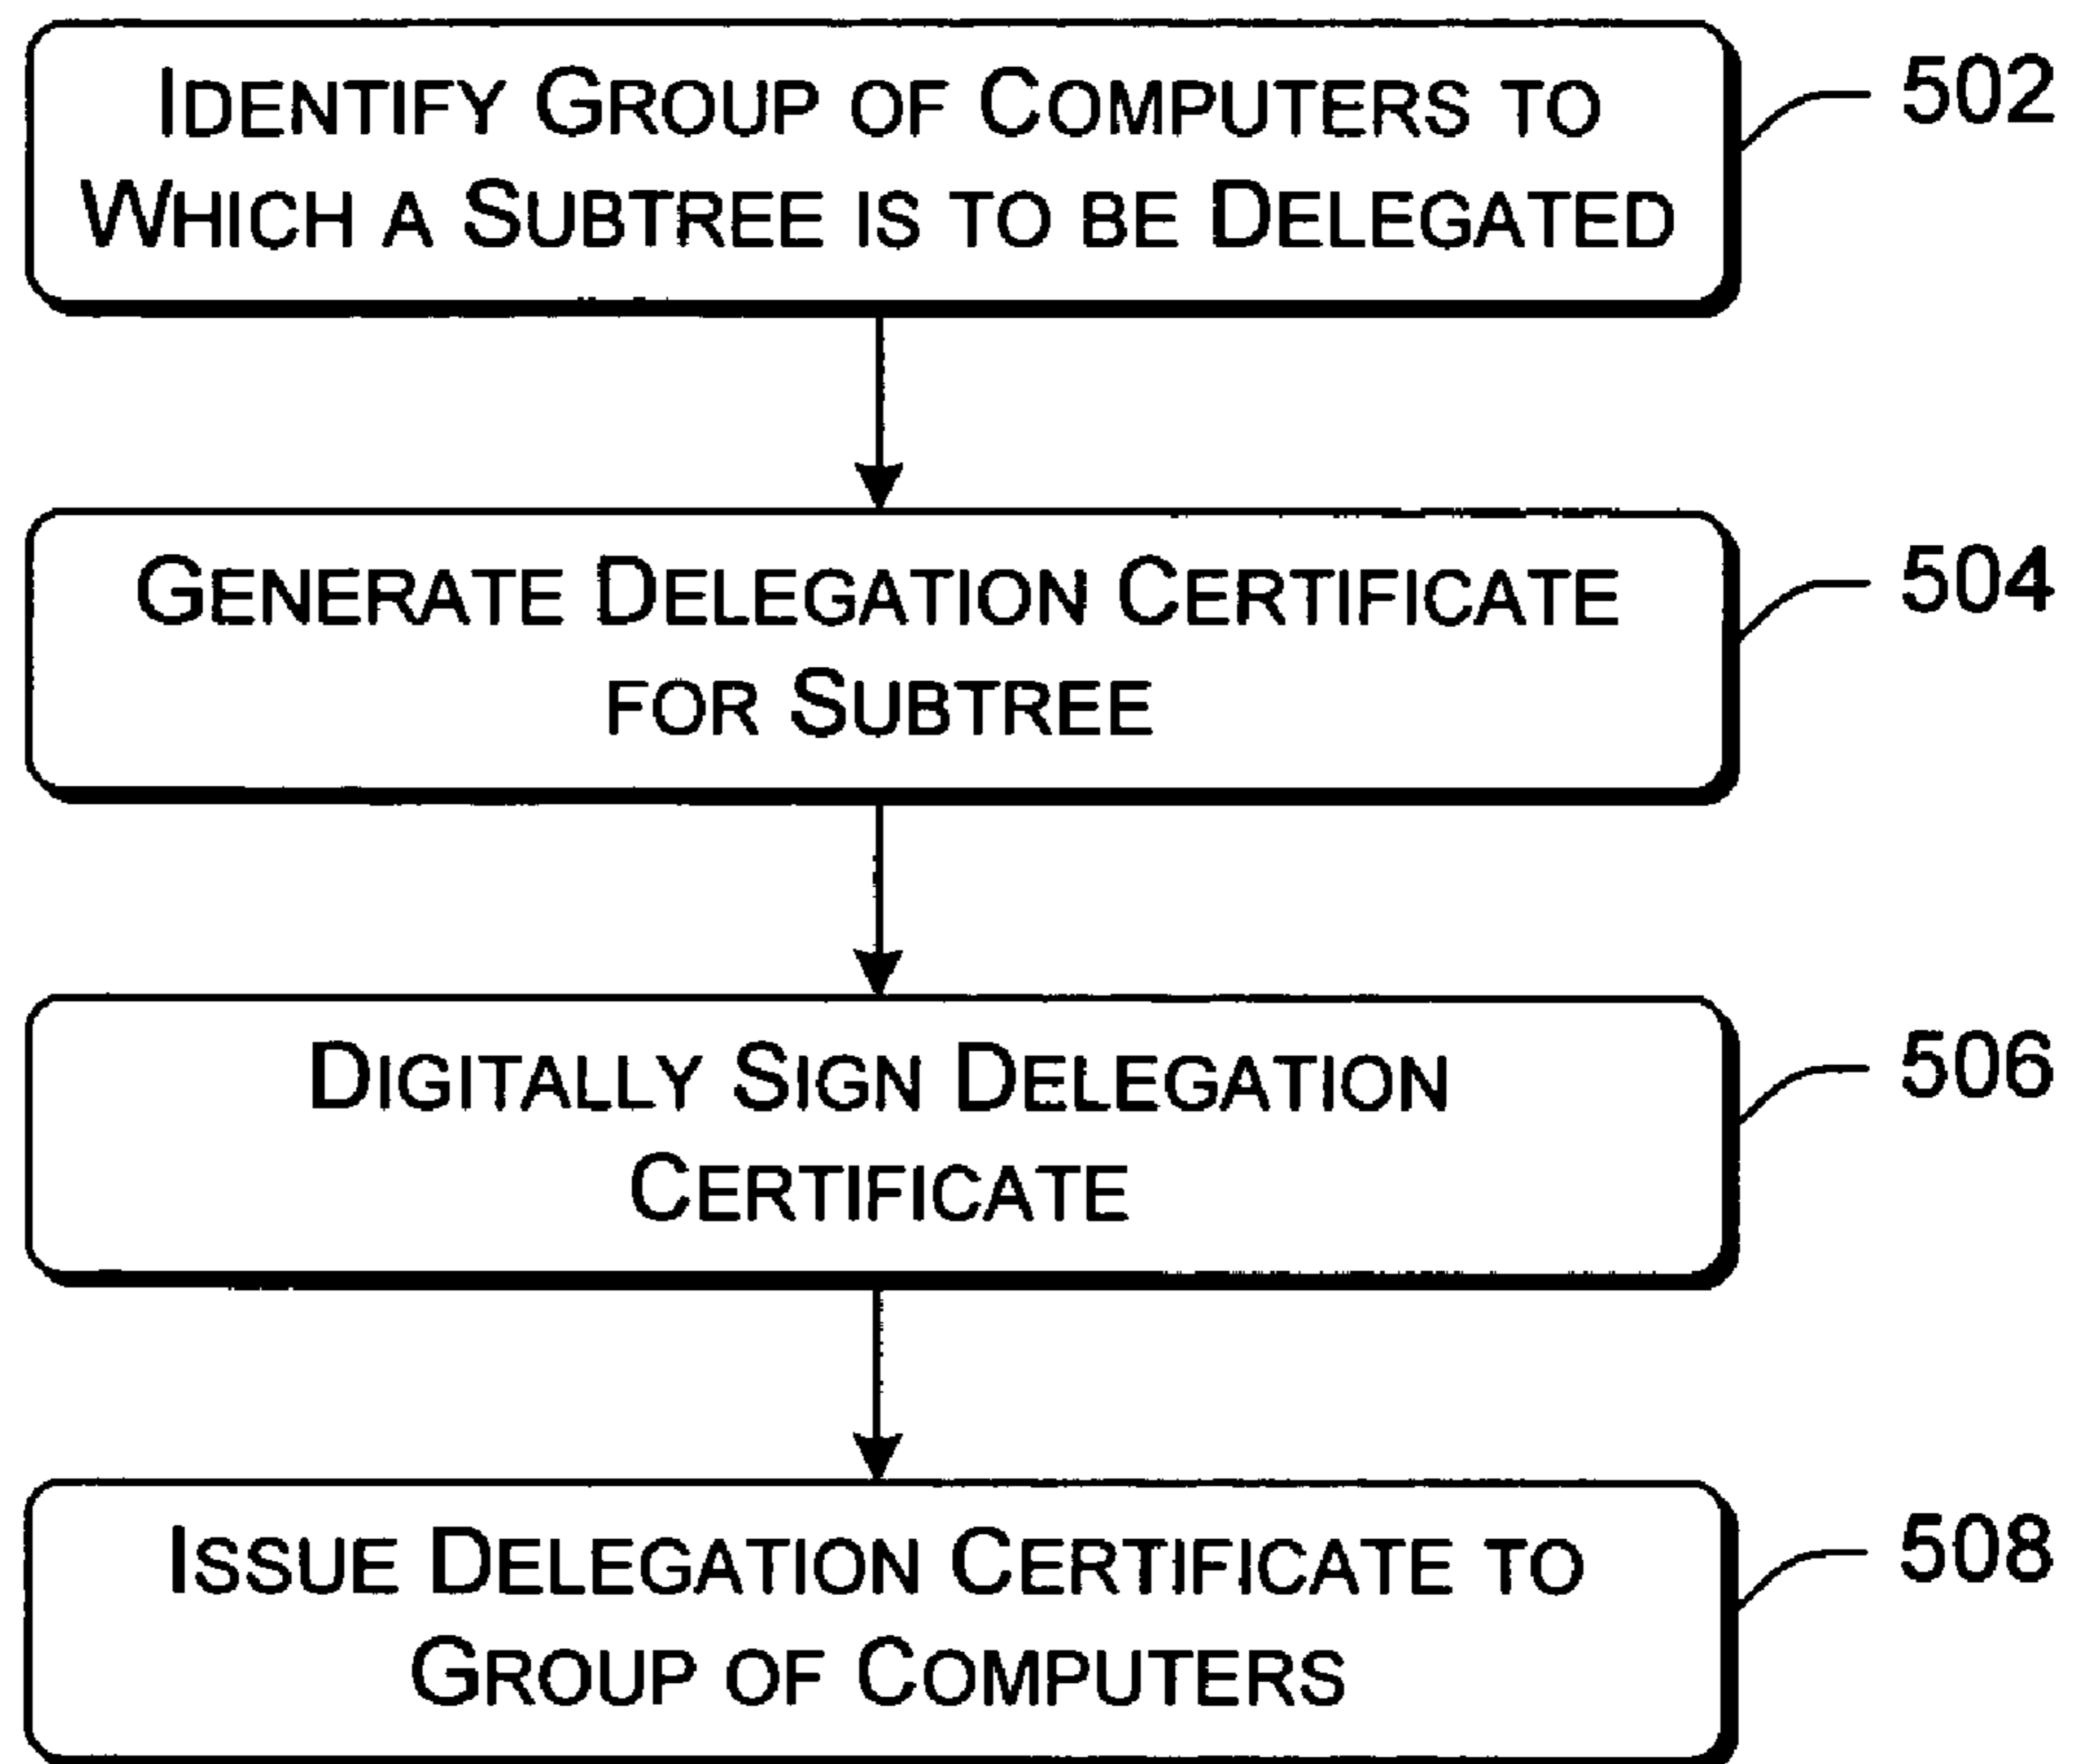 IDENTIFY GROUP OF COMPUTERS TO
WHICH A SUBTREE IS TO BE DELEGATED
502
GENERATE DELEGATION CERTIFICATE
FOR SUBTREE
504
DIGITALLY SIGN DELEGATION
CERTIFICATE
506
ISSUE DELEGATION CERTIFICATE TO
GROUP OF COMPUTERS
508